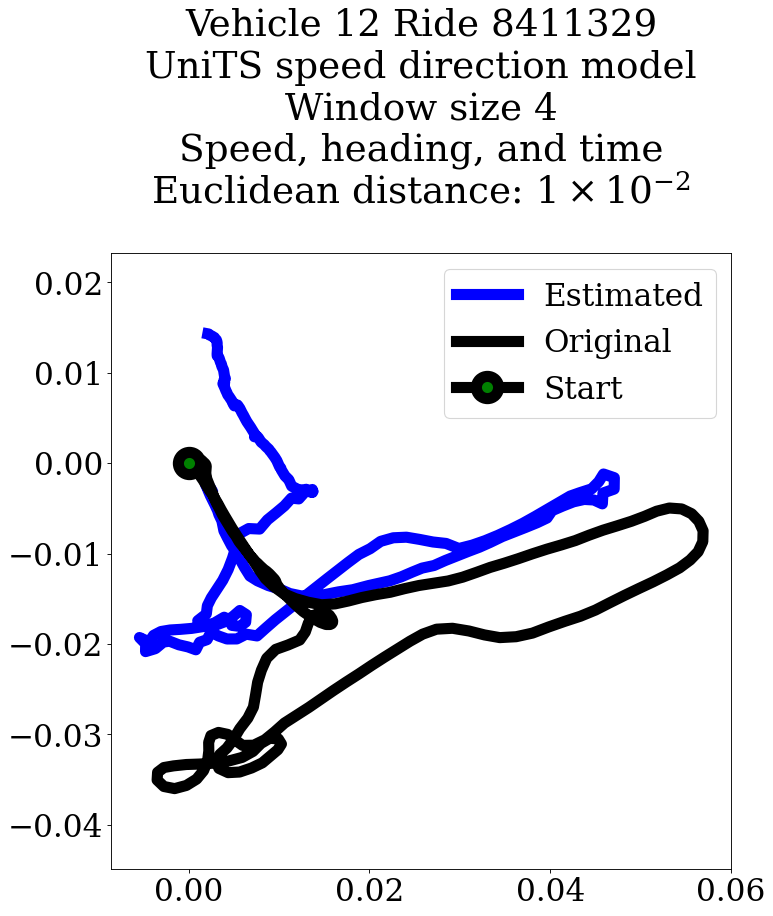 Vehicle 12 Ride 8411329
UniTS speed direction model
Window size 4
Speed, heading, and time
Euclidean distance: 1 × 10⁻²
0.02
0.01
0.00
−0.01
−0.02
−0.03
−0.04
Estimated
Original
Start
0.00 0.02 0.04 0.06